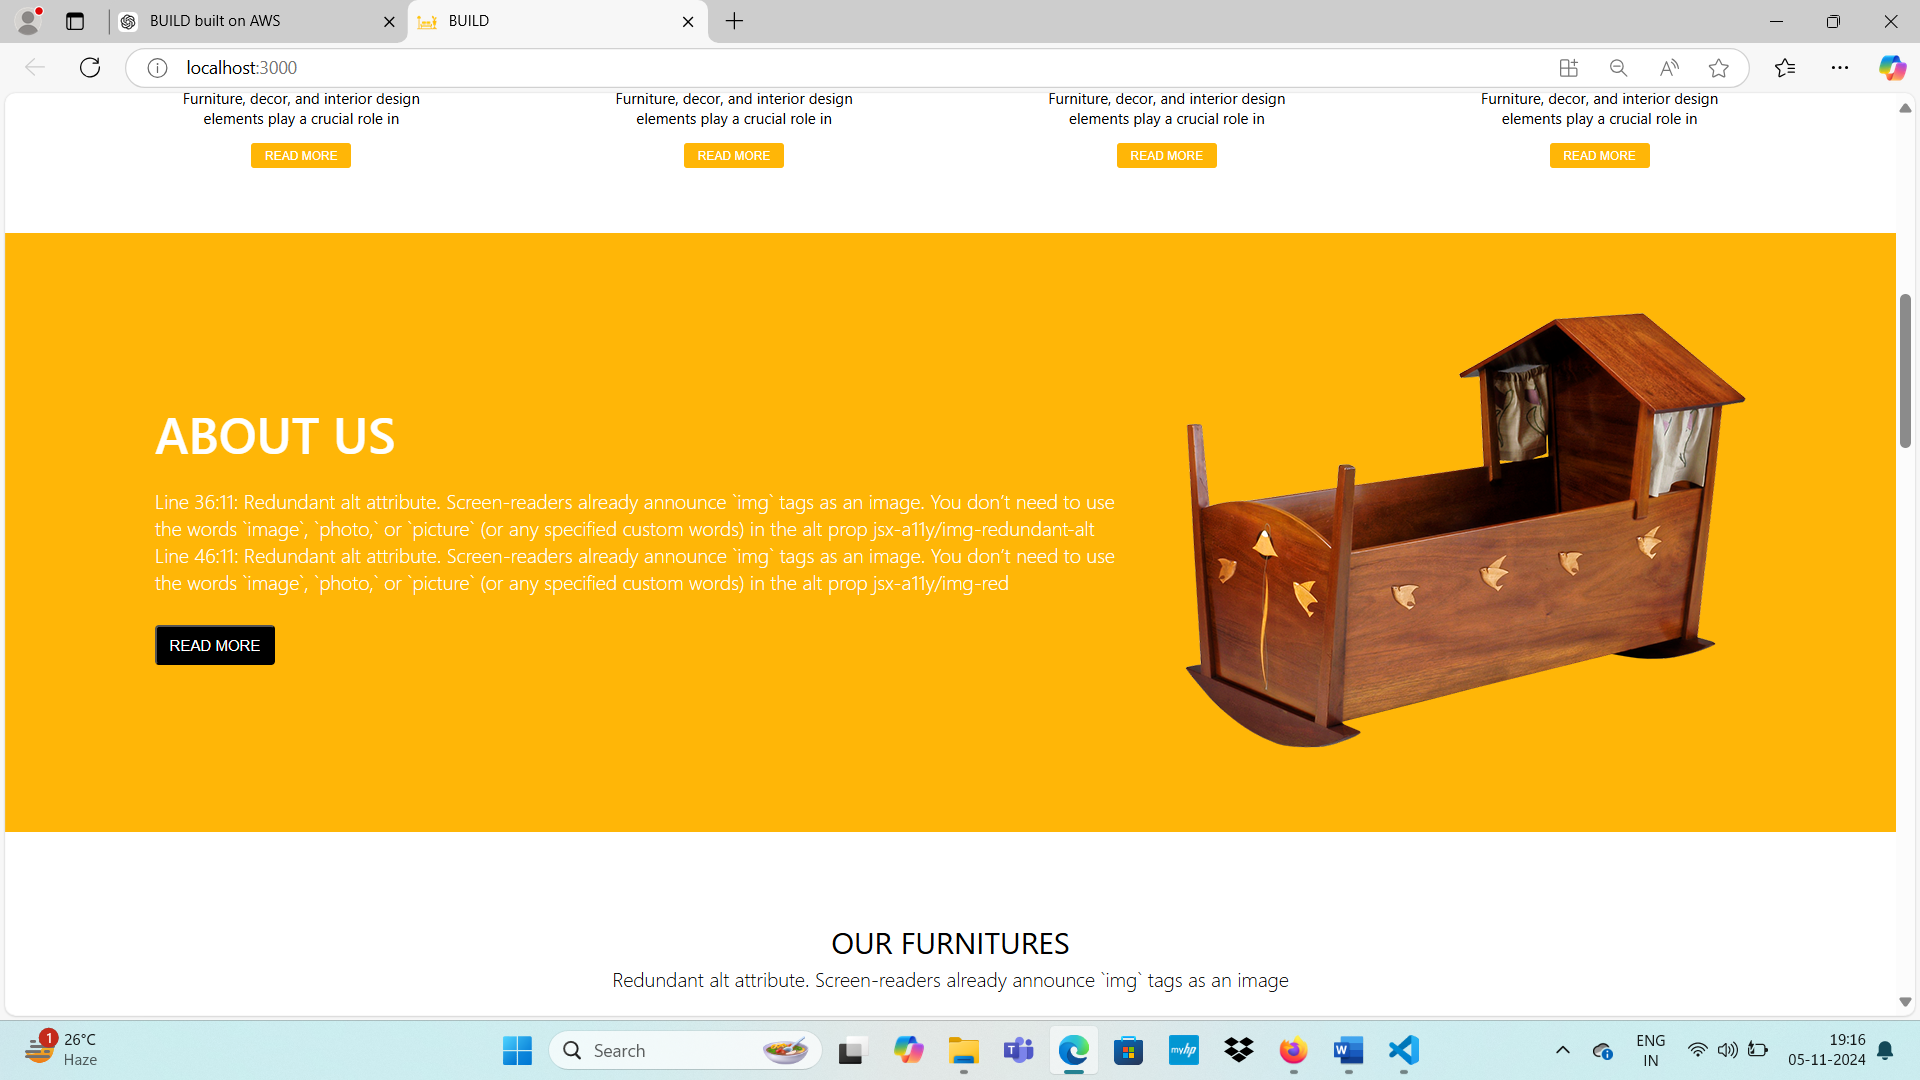 BUILD built on AWS
BUILD
localhost:3000
Furniture, decor, and interior design
elements play a crucial role in
READ MORE
Furniture, decor, and interior design
elements play a crucial role in
READ MORE
Furniture, decor, and interior design
elements play a crucial role in
READ MORE
Furniture, decor, and interior design
elements play a crucial role in
READ MORE
ABOUT US
Line 36:11: Redundant alt attribute. Screen-readers already announce `img` tags as an image. You don’t need to use
the words `image`, `photo,` or `picture` (or any specified custom words) in the alt prop jsx-a11y/img-redundant-alt
Line 46:11: Redundant alt attribute. Screen-readers already announce `img` tags as an image. You don’t need to use
the words `image`, `photo,` or `picture` (or any specified custom words) in the alt prop jsx-a11y/img-red
READ MORE
OUR FURNITURES
Redundant alt attribute. Screen-readers already announce `img` tags as an image
1
26°C
Haze
Search
myhp
ENG
IN
19:16
05-11-2024